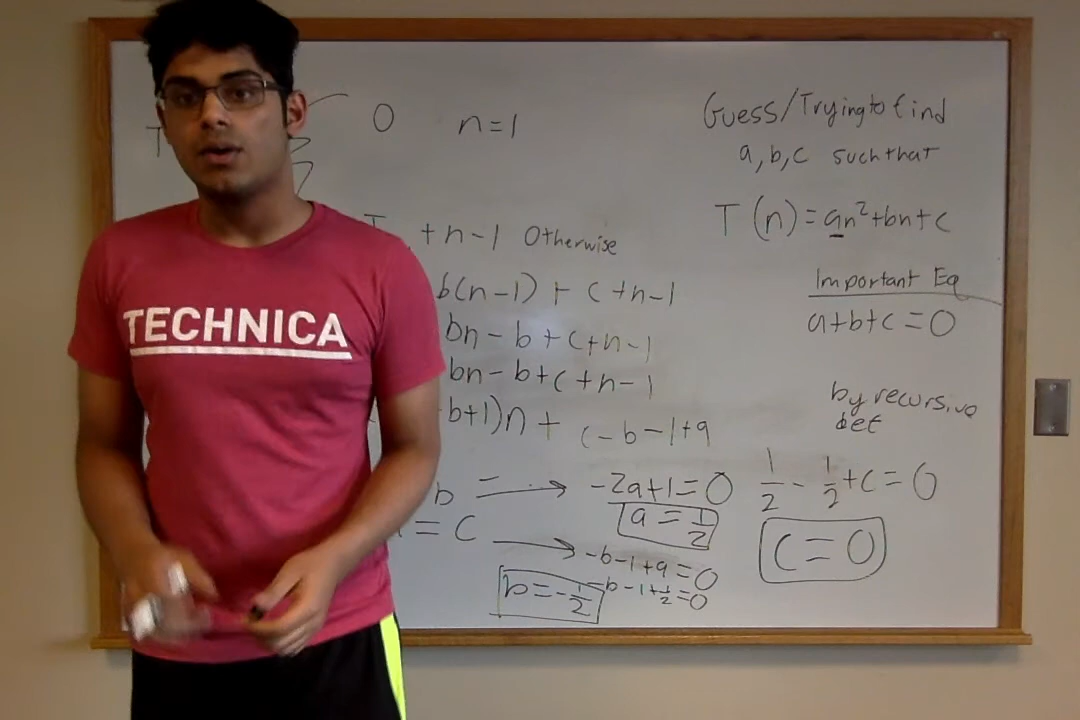 T
0 n=1
+n-1 Otherwise
b(n-1) + c+n-1
bn - b+c+n-1
bn - b+c+n-1
b+1)n + c-b-1+a
b = → -2a+1=0
a = 1/2
= C → -b-1+a=0
-b-1+1/2=0
b=-1/2
Guess/Trying to find
a,b,c such that
T(n)=an²+bn+c
Important Eq
a+b+c=0
by recursive
def
1/2 - 1/2 +c=0
C=0
TECHNICA